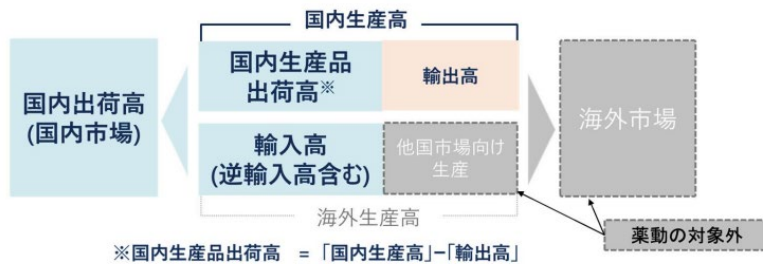 国内生産高
国内生産品
出荷高※
輸出高
国内出荷高
(国内市場)
海外市場
輸入高
(逆輸入高含む)
他国市場向け
生産
海外生産高
薬動の対象外
※国内生産品出荷高 =「国内生産高」−「輸出高」